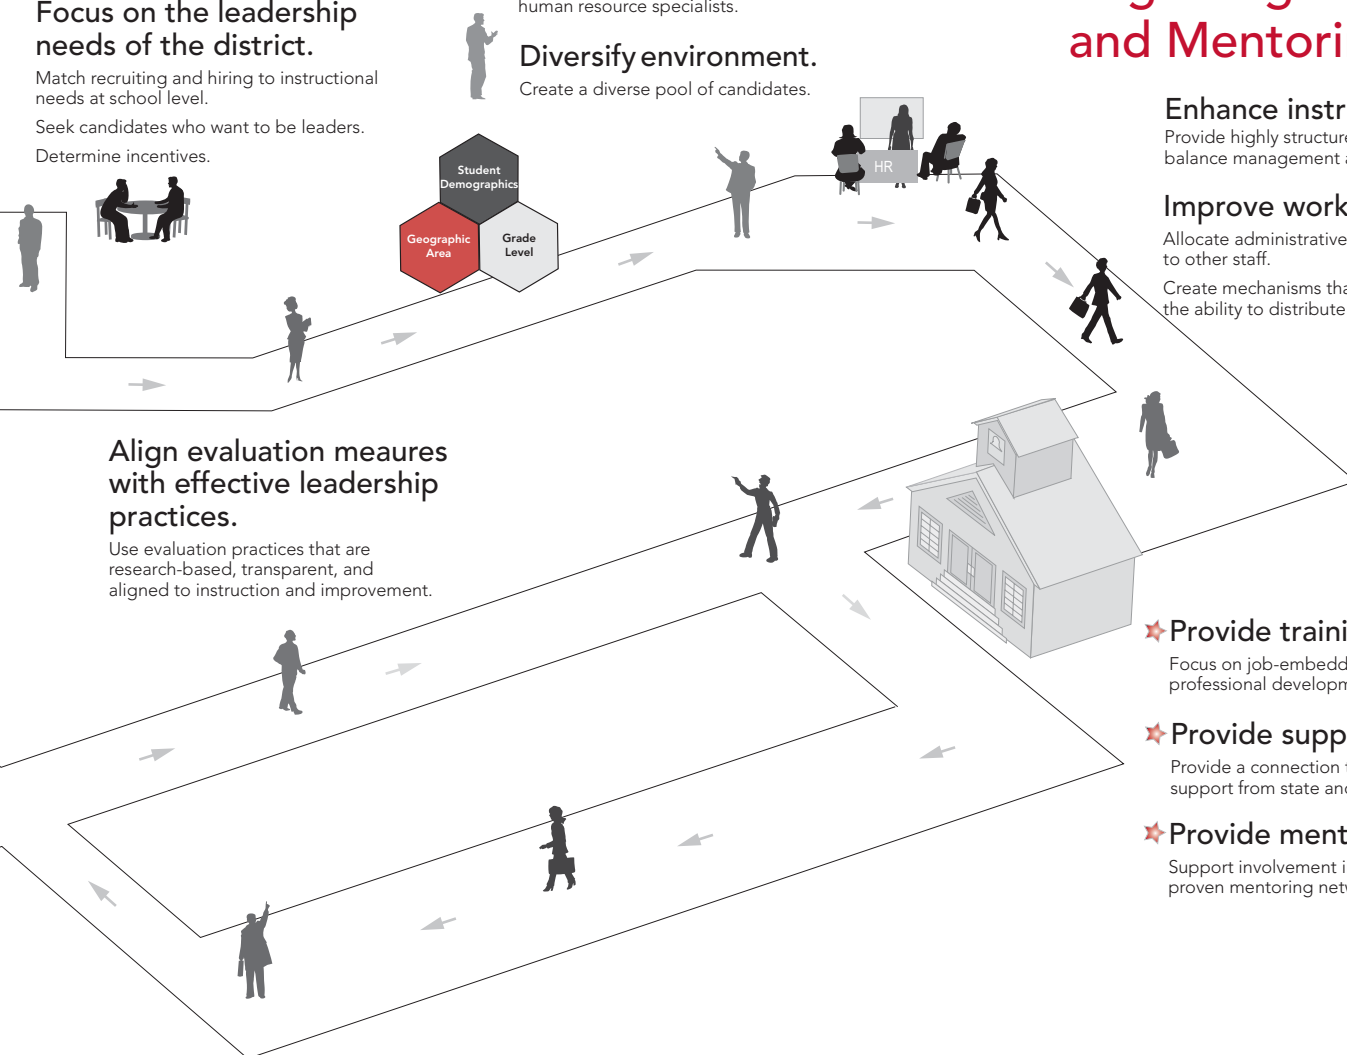 Focus on the leadership
needs of the district.
Match recruiting and hiring to instructional
needs at school level.
Seek candidates who want to be leaders.
Determine incentives.
human resource specialists.
Diversify environment.
Create a diverse pool of candidates.
Student
Demographics
Geographic
Area
Grade
Level
HR
and Mentori
Enhance instr
Provide highly structure
balance management a
Improve work
Allocate administrative
to other staff.
Create mechanisms tha
the ability to distribute
Align evaluation meaures
with effective leadership
practices.
Use evaluation practices that are
research-based, transparent, and
aligned to instruction and improvement.
Provide traini
Focus on job-embedd
professional developm
Provide supp
Provide a connection t
support from state and
Provide ment
Support involvement i
proven mentoring netw